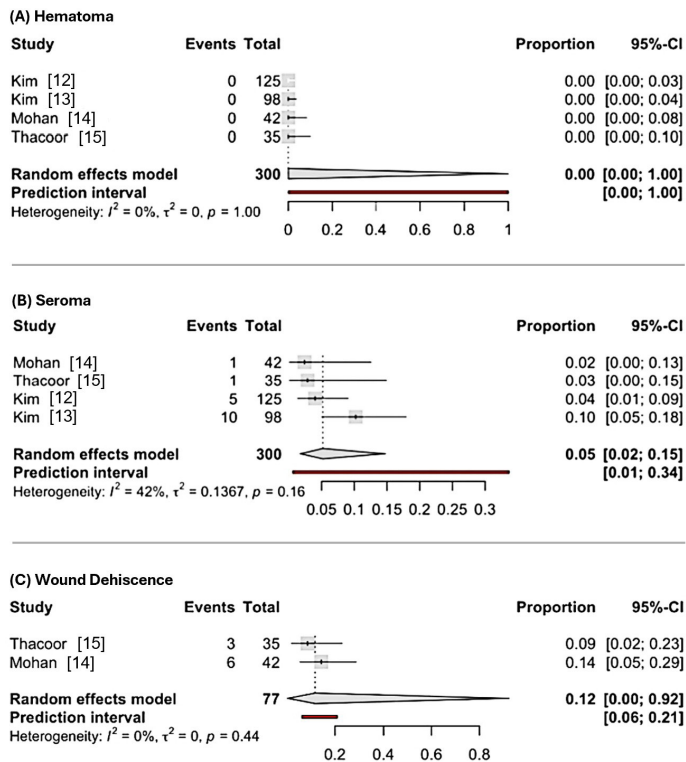 (A) Hematoma
Study Events Total Proportion 95%-CI
Kim [12] 0 125 0.00 [0.00; 0.03]
Kim [13] 0 98 0.00 [0.00; 0.04]
Mohan [14] 0 42 0.00 [0.00; 0.08]
Thacoor [15] 0 35 0.00 [0.00; 0.10]
Random effects model 300 0.00 [0.00; 1.00]
Prediction interval [0.00; 1.00]
Heterogeneity: I² = 0%, τ² = 0, p = 1.00
0 0.2 0.4 0.6 0.8 1
(B) Seroma
Study Events Total Proportion 95%-CI
Mohan [14] 1 42 0.02 [0.00; 0.13]
Thacoor [15] 1 35 0.03 [0.00; 0.15]
Kim [12] 5 125 0.04 [0.01; 0.09]
Kim [13] 10 98 0.10 [0.05; 0.18]
Random effects model 300 0.05 [0.02; 0.15]
Prediction interval [0.01; 0.34]
Heterogeneity: I² = 42%, τ² = 0.1367, p = 0.16
0.05 0.1 0.15 0.2 0.25 0.3
(C) Wound Dehiscence
Study Events Total Proportion 95%-CI
Thacoor [15] 3 35 0.09 [0.02; 0.23]
Mohan [14] 6 42 0.14 [0.05; 0.29]
Random effects model 77 0.12 [0.00; 0.92]
Prediction interval [0.06; 0.21]
Heterogeneity: I² = 0%, τ² = 0, p = 0.44
0.2 0.4 0.6 0.8